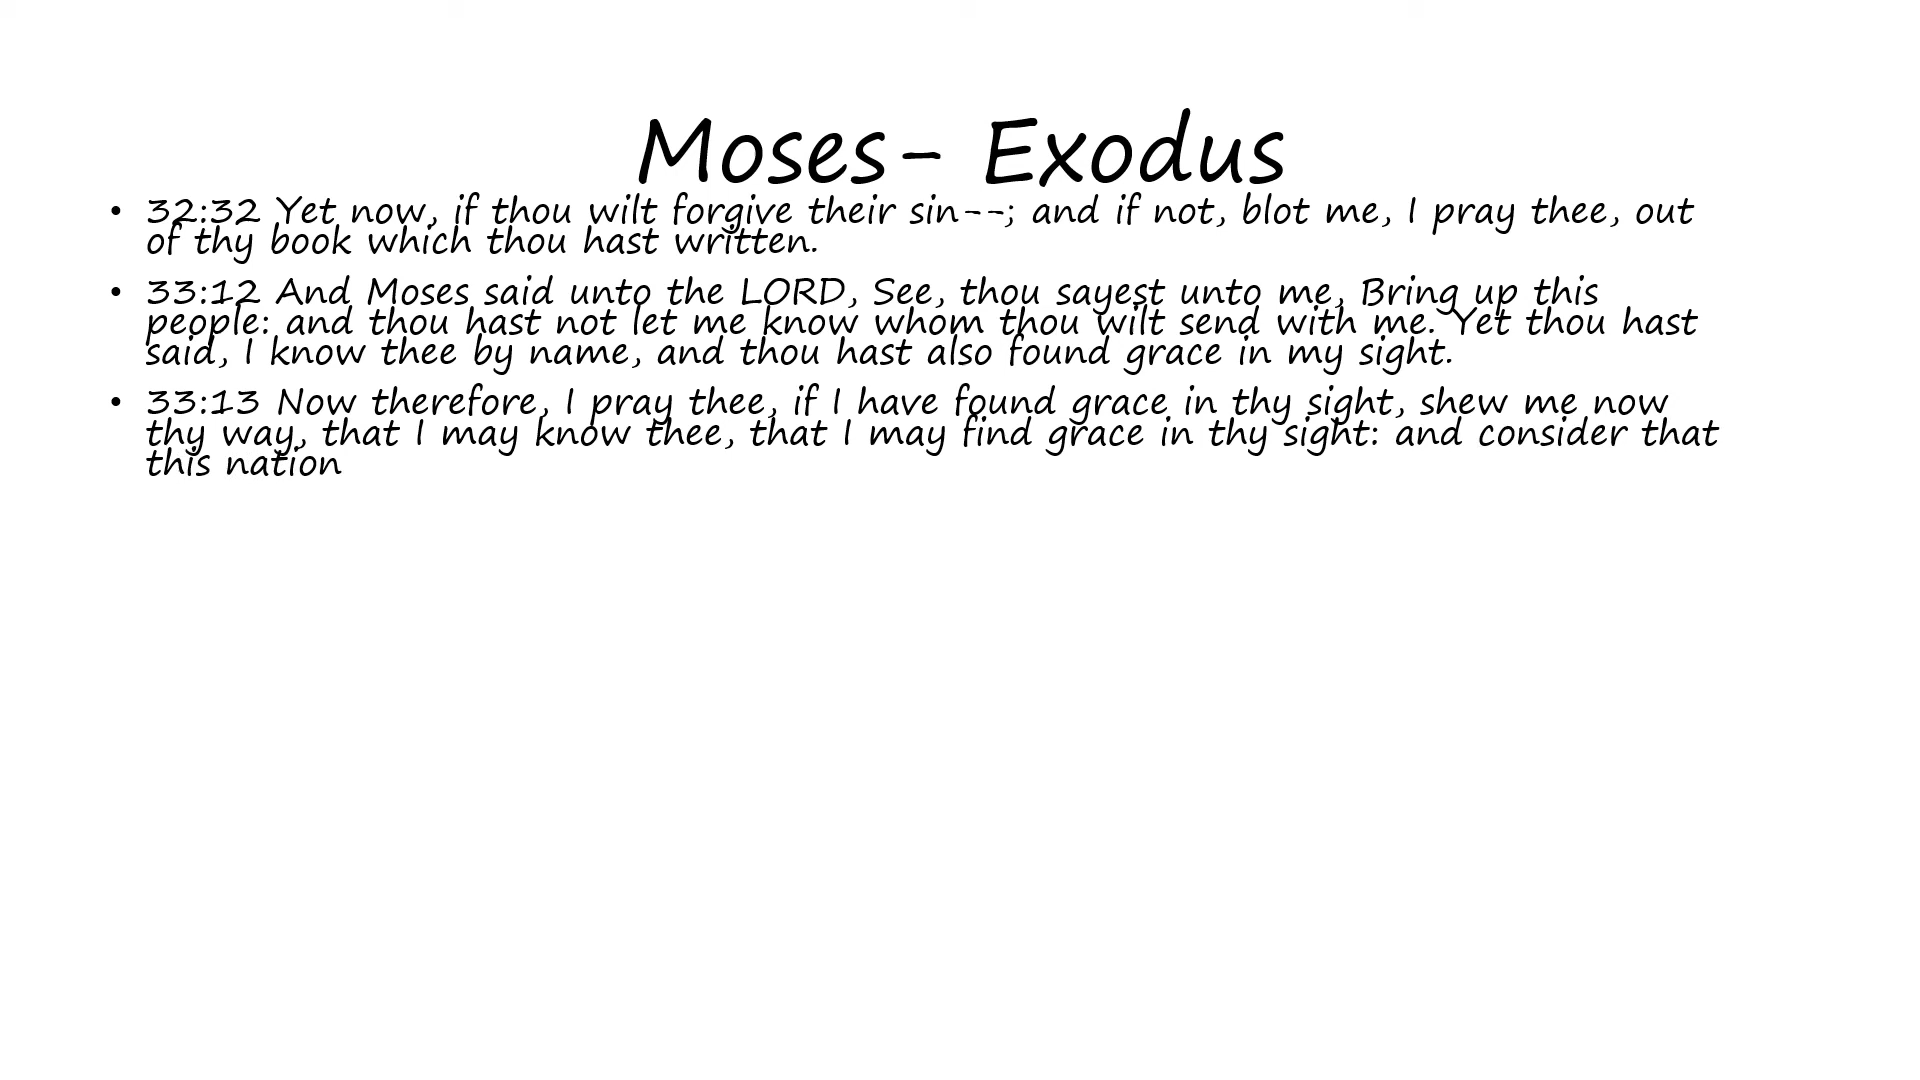 Moses- Exodus
• 32:32 Yet now, if thou wilt forgive their sin--; and if not, blot me, I pray thee, out
of thy book which thou hast written.
• 33:12 And Moses said unto the LORD, See, thou sayest unto me, Bring up this
people: and thou hast not let me know whom thou wilt send with me. Yet thou hast
said, I know thee by name, and thou hast also found grace in my sight.
• 33:13 Now therefore, I pray thee, if I have found grace in thy sight, shew me now
thy way, that I may know thee, that I may find grace in thy sight: and consider that
this nation